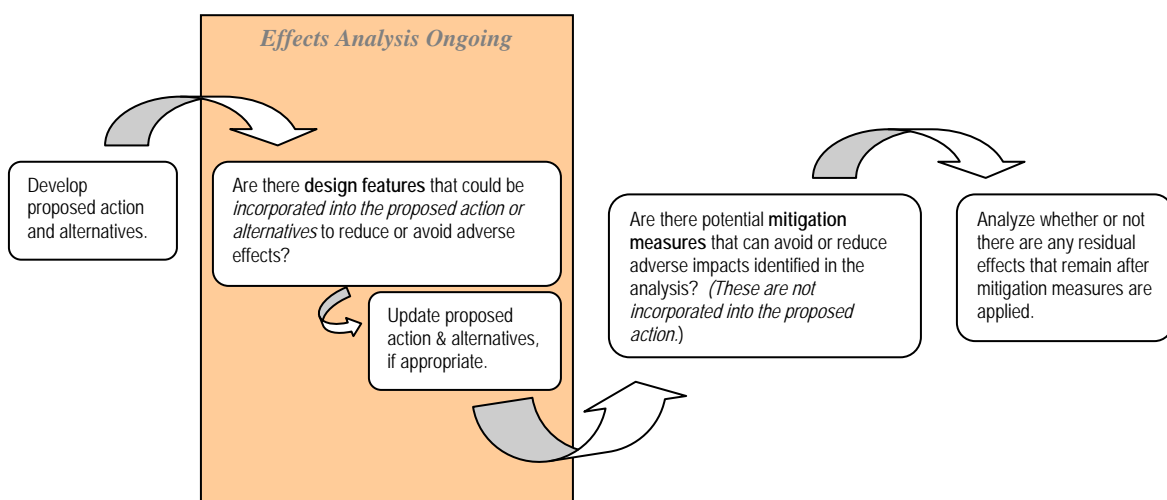 Effects Analysis Ongoing
Develop
proposed action
and alternatives.
Are there design features that could be
incorporated into the proposed action or
alternatives to reduce or avoid adverse
effects?
Update proposed
action & alternatives,
if appropriate.
Are there potential mitigation
measures that can avoid or reduce
adverse impacts identified in the
analysis? (These are not
incorporated into the proposed
action.)
Analyze whether or not
there are any residual
effects that remain after
mitigation measures are
applied.